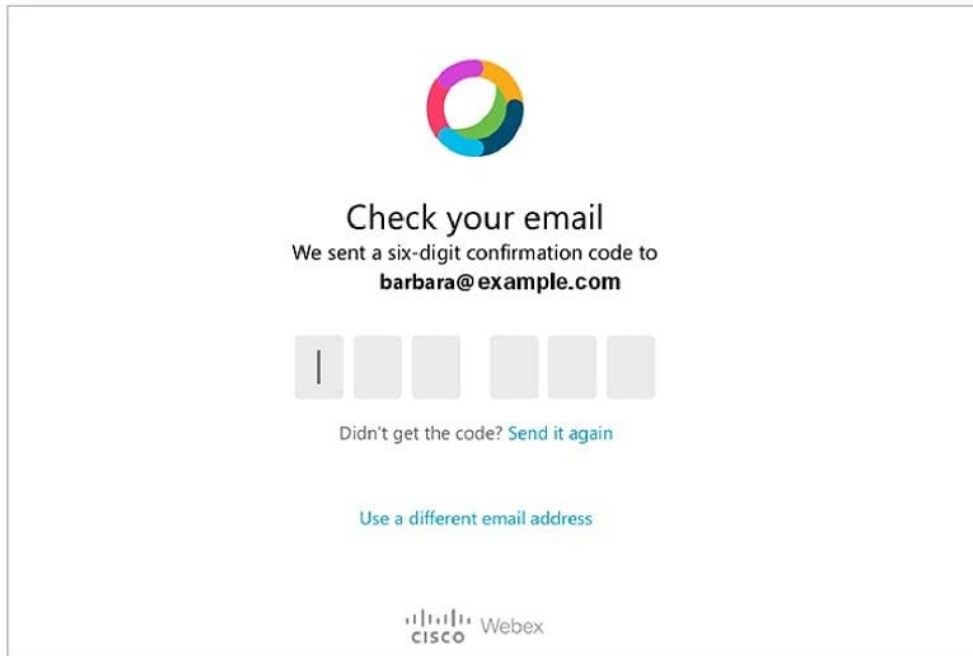 Check your email
We sent a six-digit confirmation code to
barbara@example.com
Didn't get the code? Send it again
Use a different email address
CISCO Webex